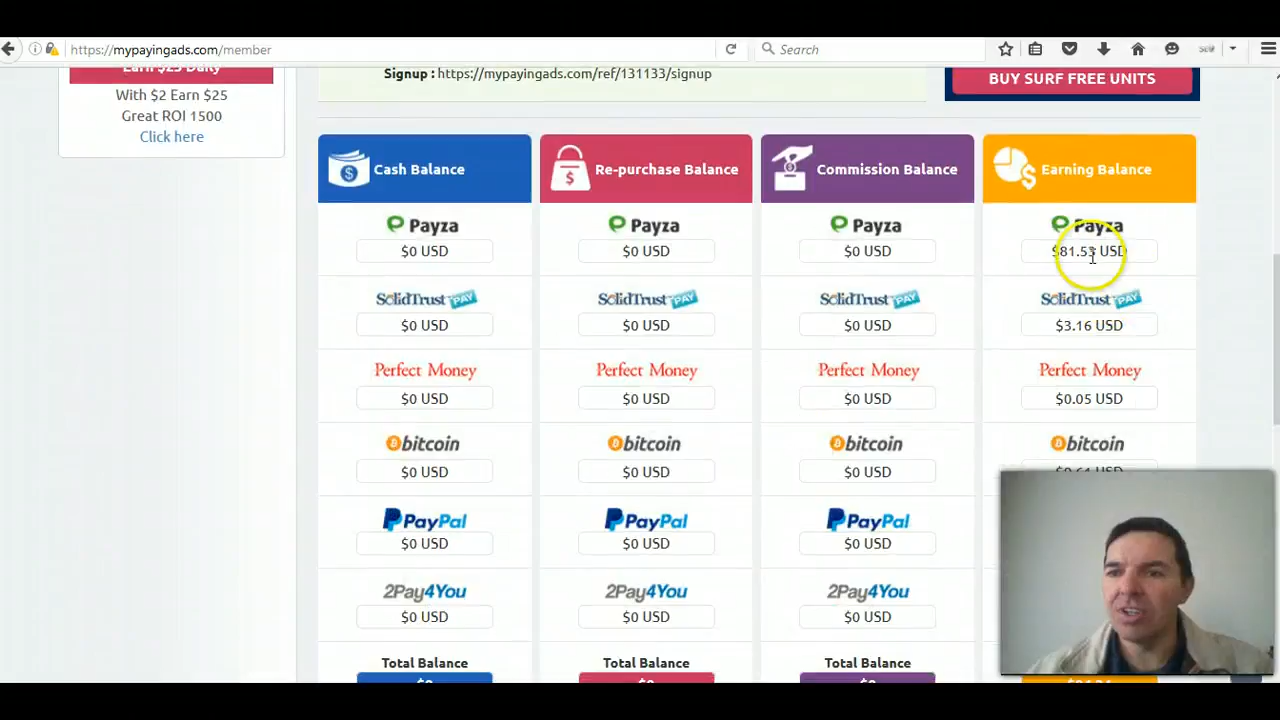 https://mypayingads.com/member
Search
Earn $25 Daily
With $2 Earn $25
Great ROI 1500
Click here
Signup : https://mypayingads.com/ref/131133/signup
BUY SURF FREE UNITS
Cash Balance
Re-purchase Balance
Commission Balance
Earning Balance
Payza
Payza
Payza
Payza
$0 USD
$0 USD
$0 USD
$81.53 USD
SolidTrust PAY
SolidTrust PAY
SolidTrust PAY
SolidTrust PAY
$0 USD
$0 USD
$0 USD
$3.16 USD
Perfect Money
Perfect Money
Perfect Money
Perfect Money
$0 USD
$0 USD
$0 USD
$0.05 USD
bitcoin
bitcoin
bitcoin
bitcoin
$0 USD
$0 USD
$0 USD
PayPal
PayPal
PayPal
$0 USD
$0 USD
$0 USD
2Pay4You
2Pay4You
2Pay4You
$0 USD
$0 USD
$0 USD
Total Balance
Total Balance
Total Balance